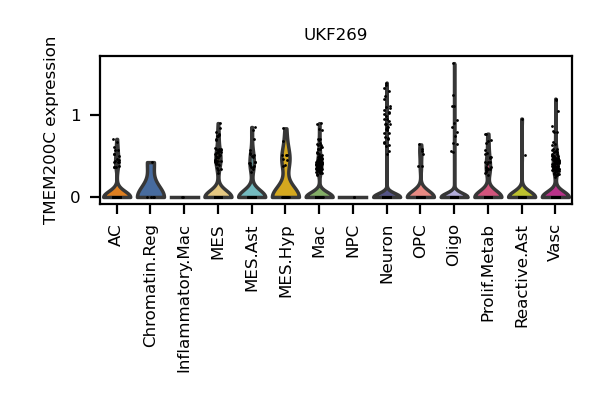 UKF269
TMEM200C expression
1
0
AC
Chromatin.Reg
Inflammatory.Mac
MES
MES.Ast
MES.Hyp
Mac
NPC
Neuron
OPC
Oligo
Prolif.Metab
Reactive.Ast
Vasc